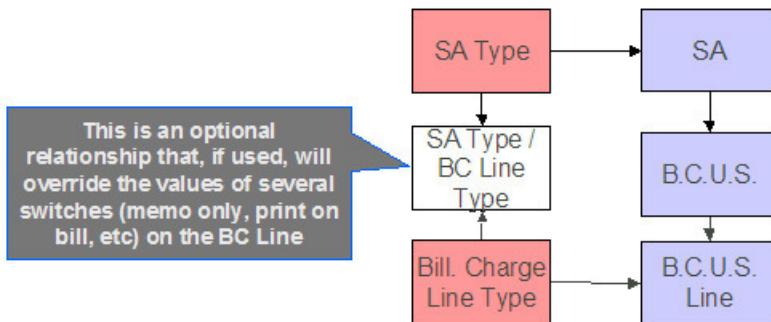 SA Type
SA
This is an optional
relationship that, if used, will
override the values of several
switches (memo only, print on
bill, etc) on the BC Line
SA Type /
BC Line
Type
B.C.U.S.
Bill. Charge
Line Type
B.C.U.S.
Line